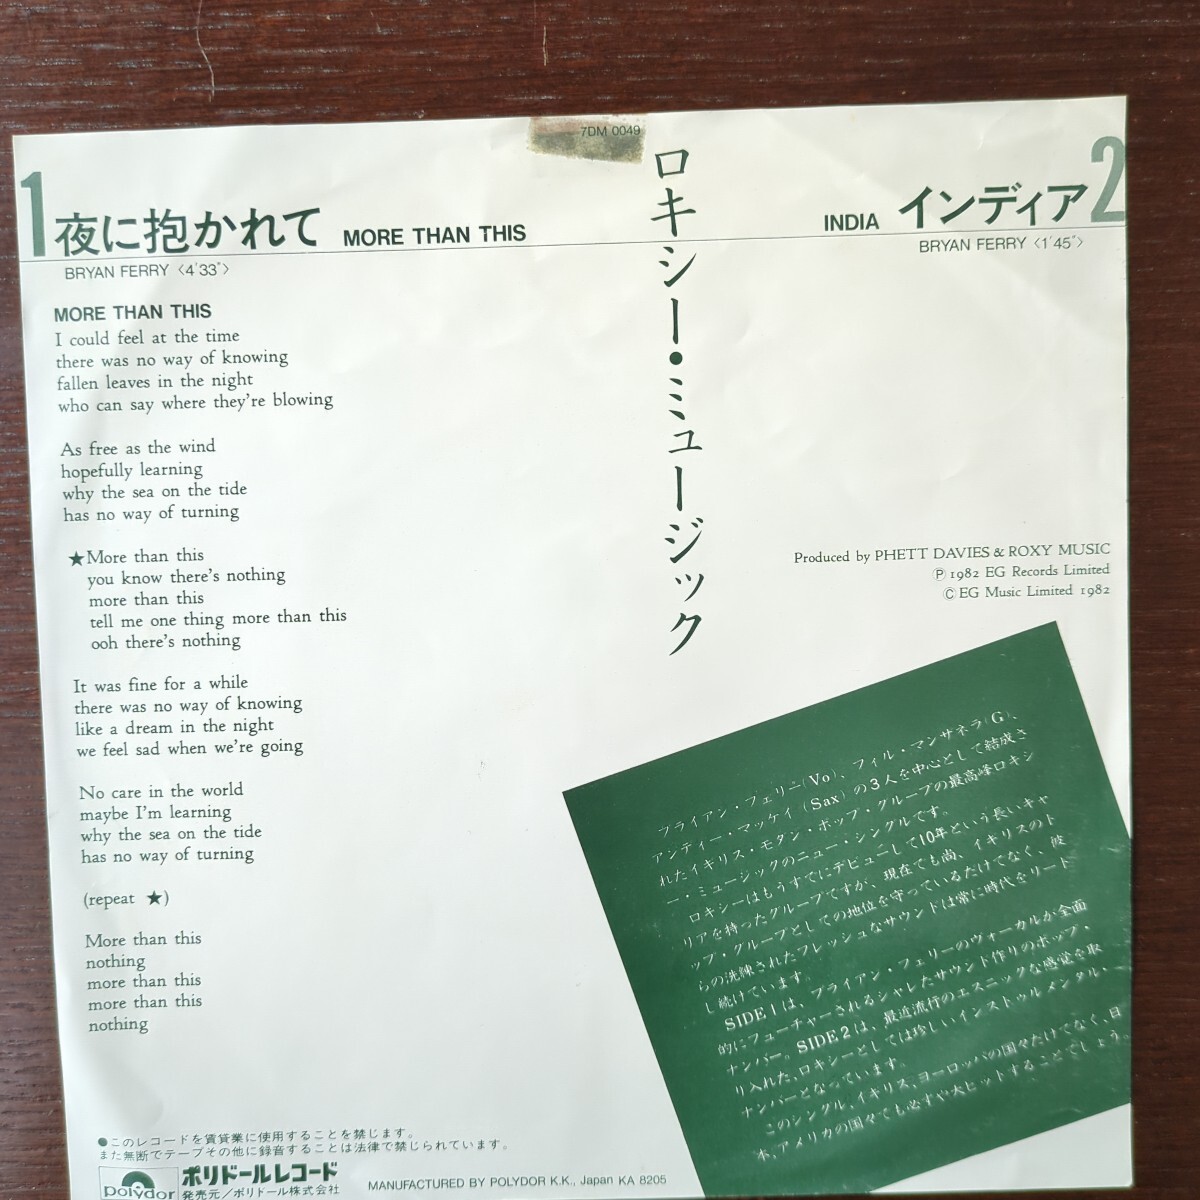 7DM 0049
1 夜に抱かれて MORE THAN THIS
BRYAN FERRY〈4'33"〉
ロキシー・ミュージック
INDIA インディア 2
BRYAN FERRY〈1'45"〉
MORE THAN THIS
I could feel at the time
there was no way of knowing
fallen leaves in the night
who can say where they're blowing
As free as the wind
hopefully learning
why the sea on the tide
has no way of turning
★More than this
you know there's nothing
more than this
tell me one thing more than this
ooh there's nothing
It was fine for a while
there was no way of knowing
like a dream in the night
we feel sad when we're going
No care in the world
maybe I'm learning
why the sea on the tide
has no way of turning
(repeat ★)
More than this
nothing
more than this
more than this
nothing
Produced by PHETT DAVIES & ROXY MUSIC
Ⓟ 1982 EG Records Limited
Ⓒ EG Music Limited 1982
ブライアン・フェリー(Vo)、フィル・マンサネラ(G)、
アンディー・マッケイ(Sax)の3人を中心として結成さ
れたイギリス・モダン・ポップ・グループの最高峰ロキシ
ー・ミュージックのニュー・シングルです。
ロキシーはもうすでにデビューして10年という長いキャ
リアを持ったグループですが、現在でも尚、イギリスのト
ップ・グループとしての地位を守っているだけでなく、彼
らの洗練されたフレッシュなサウンドは常に時代をリード
し続けています。
SIDE1は、ブライアン・フェリーのヴォーカルが全面
的にフューチャーされるシャレたサウンド作りのポップ・
ナンバー。SIDE2は、最近流行のエスニックな感覚を取
り入れた、ロキシーとしては珍しいインストゥルメンタル・
ナンバーとなっています。
このシングル、イギリス、ヨーロッパの国々だけでなく、日
本、アメリカの国々でも必ずや大ヒットすることでしょう。
●このレコードを賃貸業に使用することを禁じます。
また無断でテープその他に録音することは法律で禁じられています。
polydor ポリドールレコード
発売元/ポリドール株式会社
MANUFACTURED BY POLYDOR K.K., Japan KA 8205